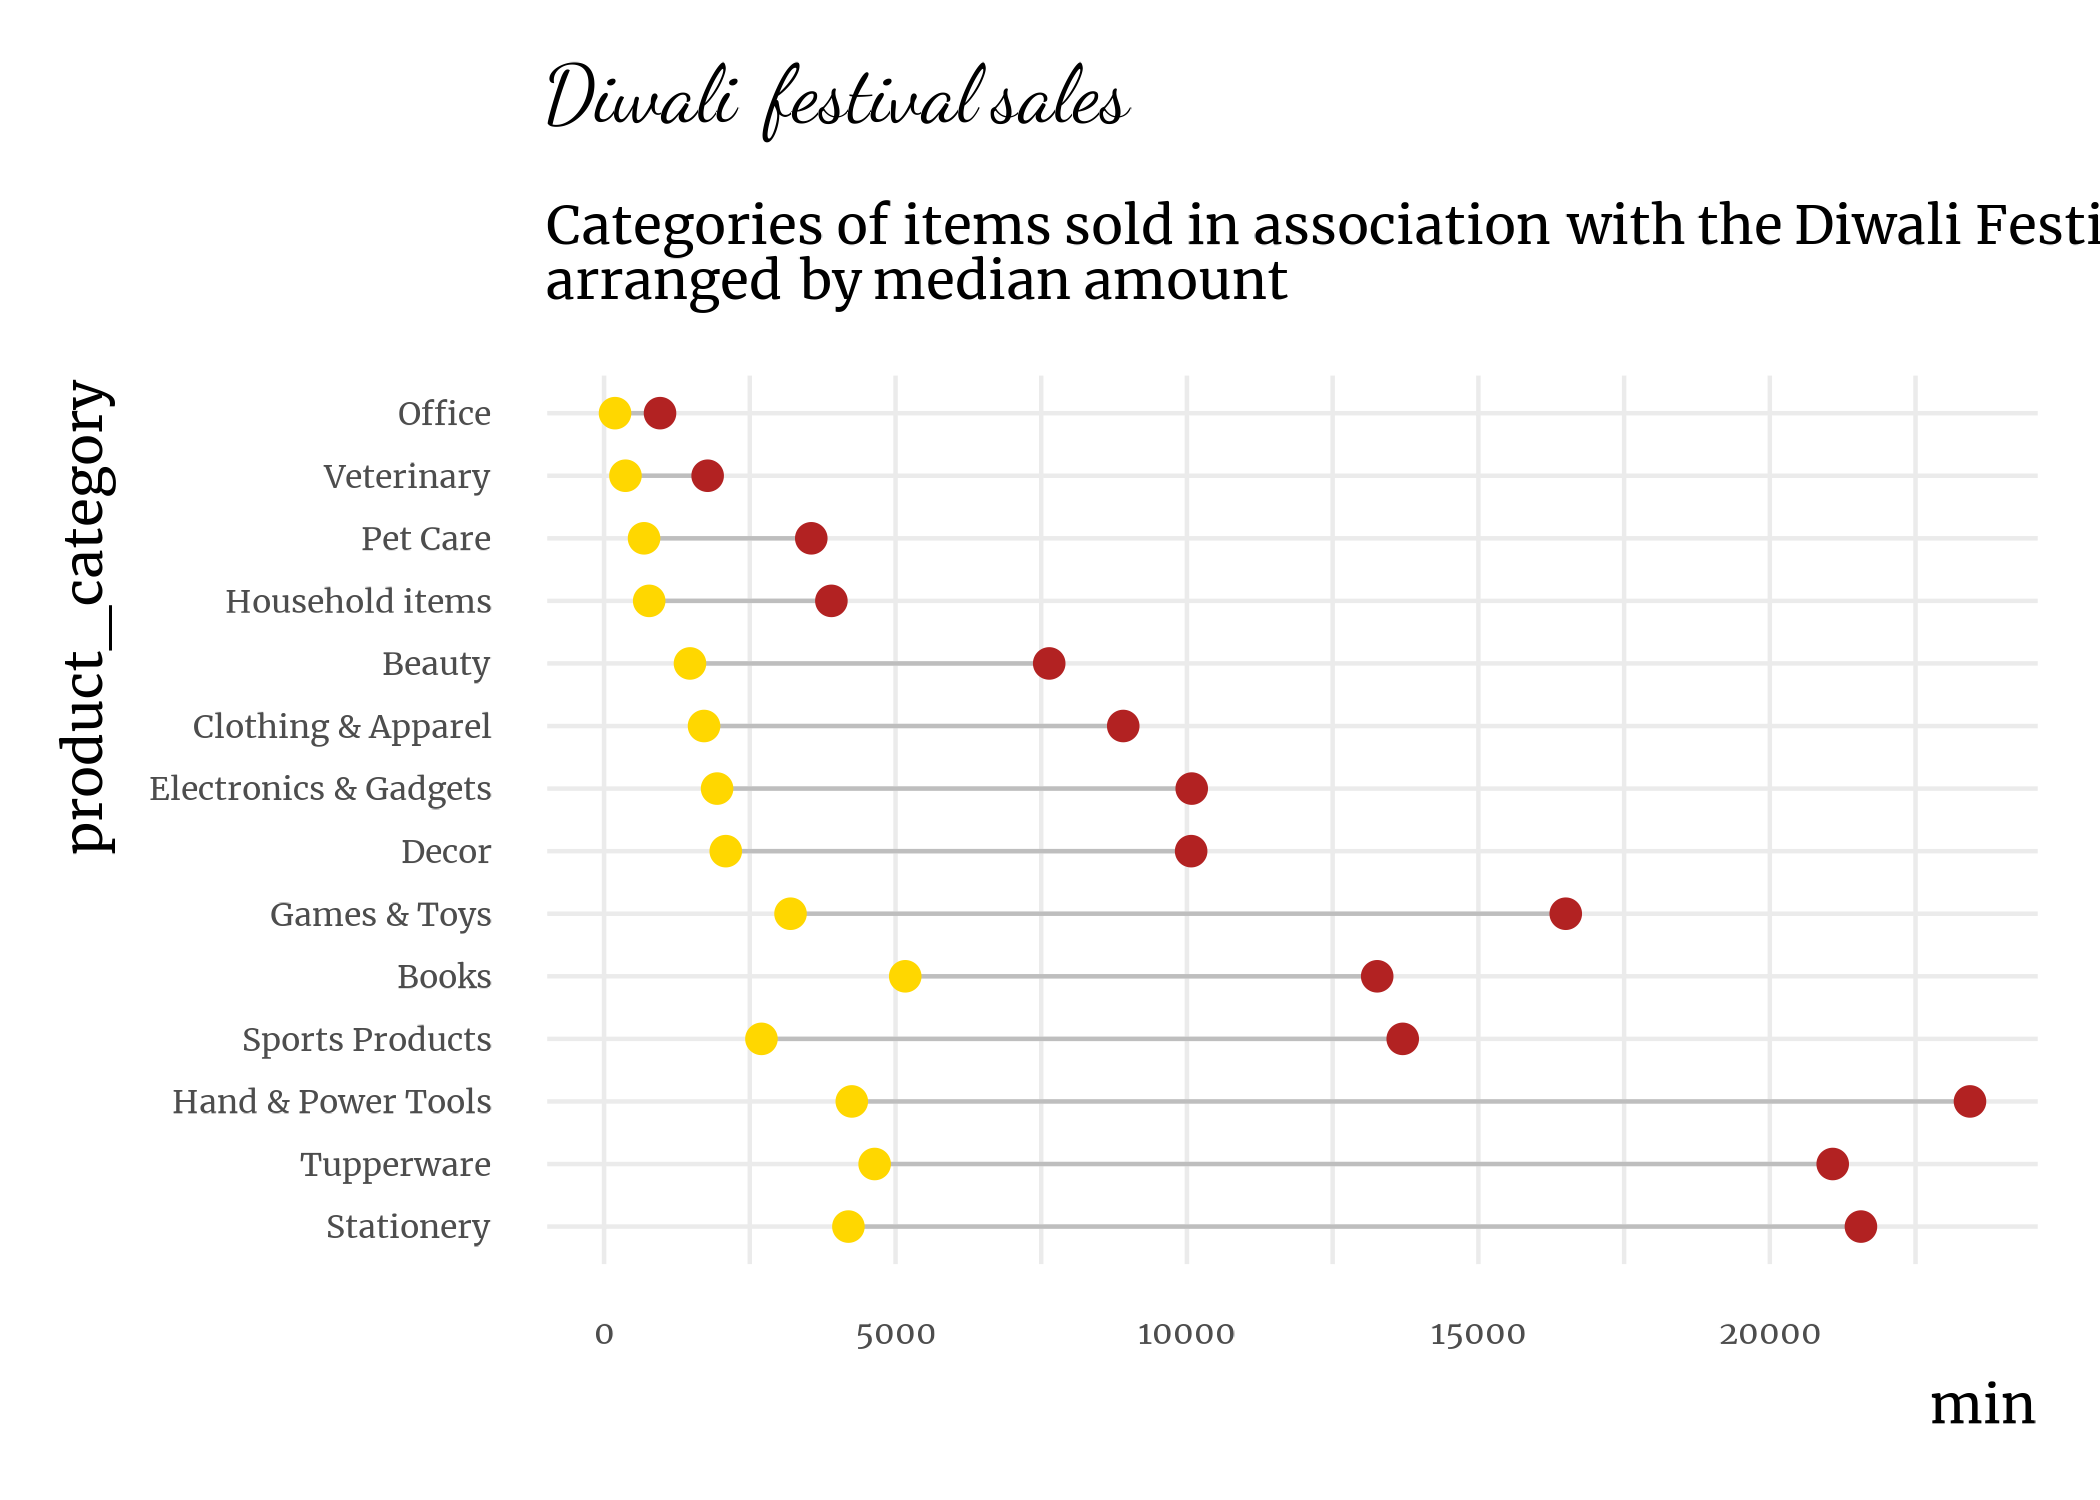 Diwali festival sales
Categories of items sold in association with the Diwali Festi
arranged by median amount
product_category
Office
Veterinary
Pet Care
Household items
Beauty
Clothing & Apparel
Electronics & Gadgets
Decor
Games & Toys
Books
Sports Products
Hand & Power Tools
Tupperware
Stationery
0 5000 10000 15000 20000
min